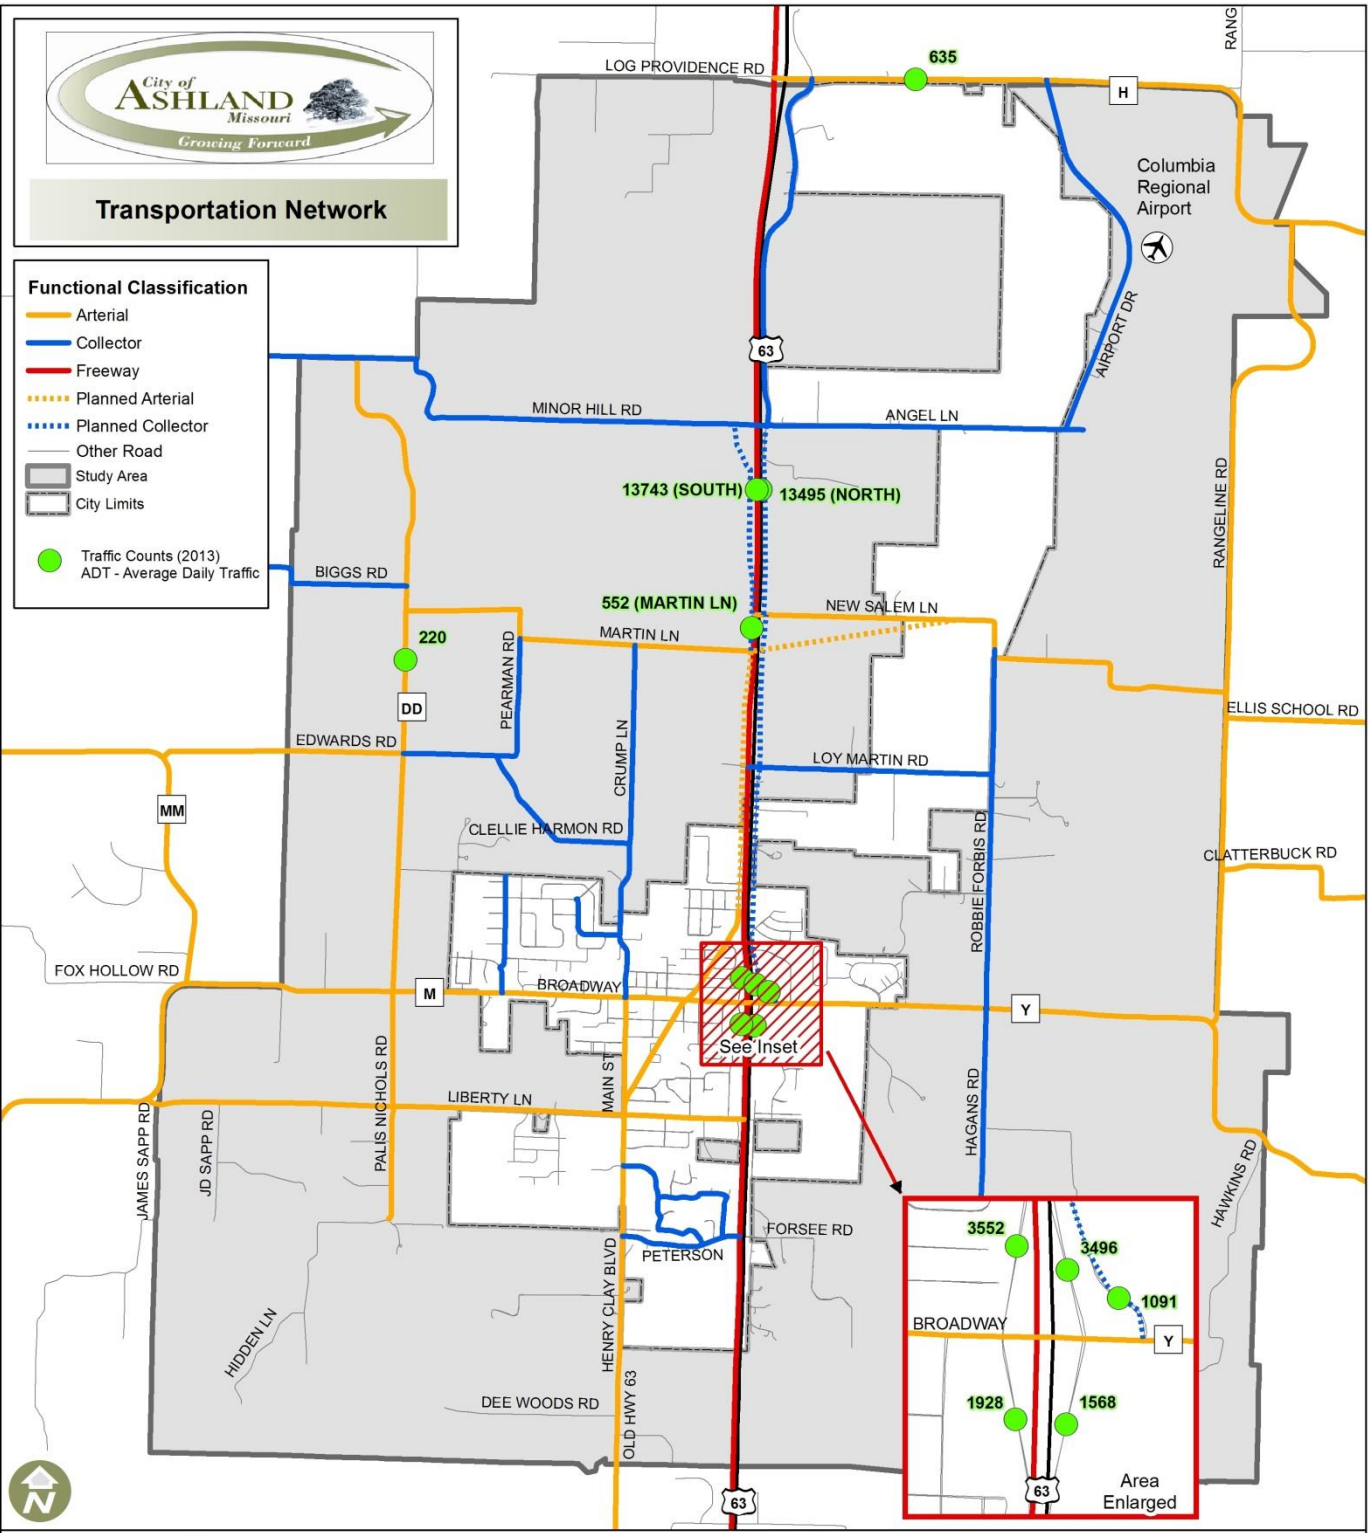 City of
ASHLAND
Missouri
Growing Forward
Transportation Network
Functional Classification
Arterial
Collector
Freeway
Planned Arterial
Planned Collector
Other Road
Study Area
City Limits
Traffic Counts (2013)
ADT - Average Daily Traffic
RANG
635
LOG PROVIDENCE RD
H
Columbia
Regional
Airport
AIRPORT DR
63
MINOR HILL RD
ANGEL LN
RANGELINE RD
13743 (SOUTH)
13495 (NORTH)
BIGGS RD
552 (MARTIN LN)
NEW SALEM LN
220
MARTIN LN
PEARMAN RD
DD
ELLIS SCHOOL RD
EDWARDS RD
CRUMP LN
LOY MARTIN RD
MM
CLELLIE HARMON RD
ROBBIE FORBIS RD
CLATTERBUCK RD
FOX HOLLOW RD
M
BROADWAY
Y
See Inset
PALIS NICHOLS RD
MAIN ST
LIBERTY LN
HAGANS RD
JAMES SAPP RD
JD SAPP RD
HAWKINS RD
FORSEE RD
PETERSON
HENRY CLAY BLVD
HIDDEN LN
DEE WOODS RD
OLD HWY 63
63
3552
3496
1091
BROADWAY
Y
1928
1568
63
Area
Enlarged
N